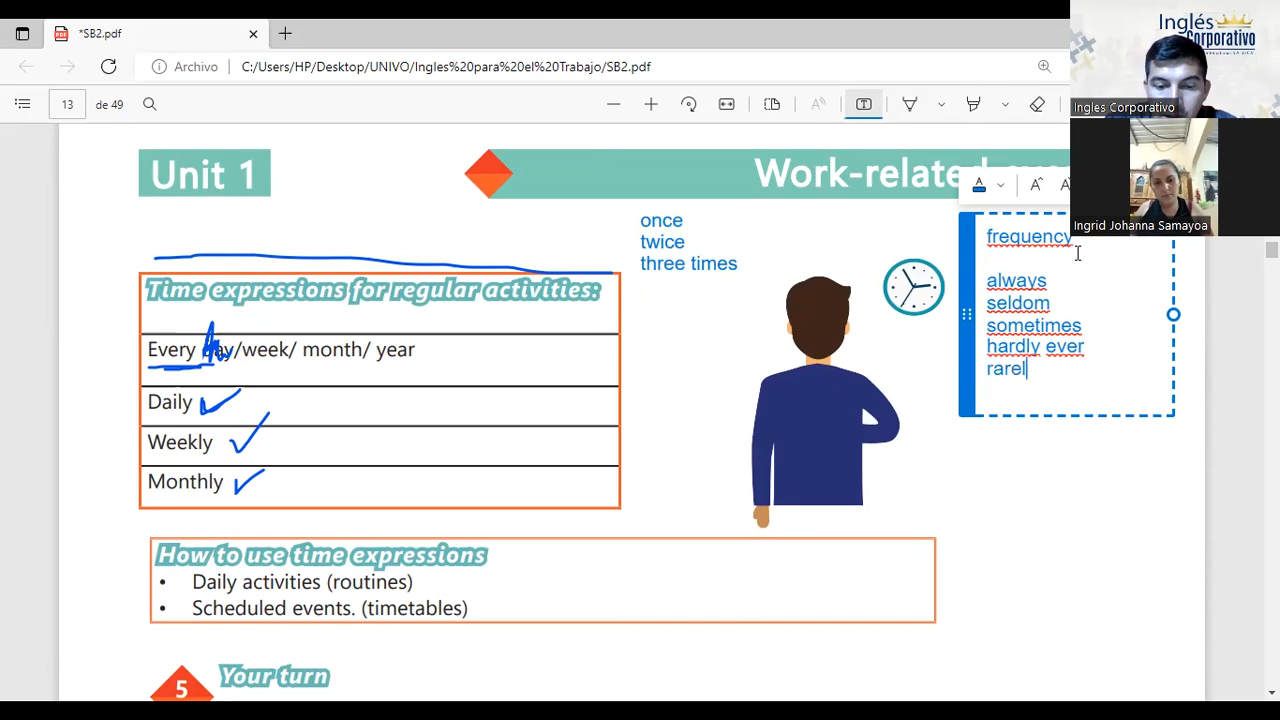 *SB2.pdf
Archivo
C:/Users/HP/Desktop/UNIVO/Ingles%20para%20el%20Trabajo/SB2.pdf
13 de 49
Inglés
Corporativo
Ingles Corporativo
Ingrid Johanna Samayoa
Unit 1
Work-related
once
twice
three times
frequency
always
seldom
sometimes
hardly ever
rarel
Time expressions for regular activities:
Every day/week/ month/ year
Daily
Weekly
Monthly
How to use time expressions
• Daily activities (routines)
• Scheduled events. (timetables)
5
Your turn